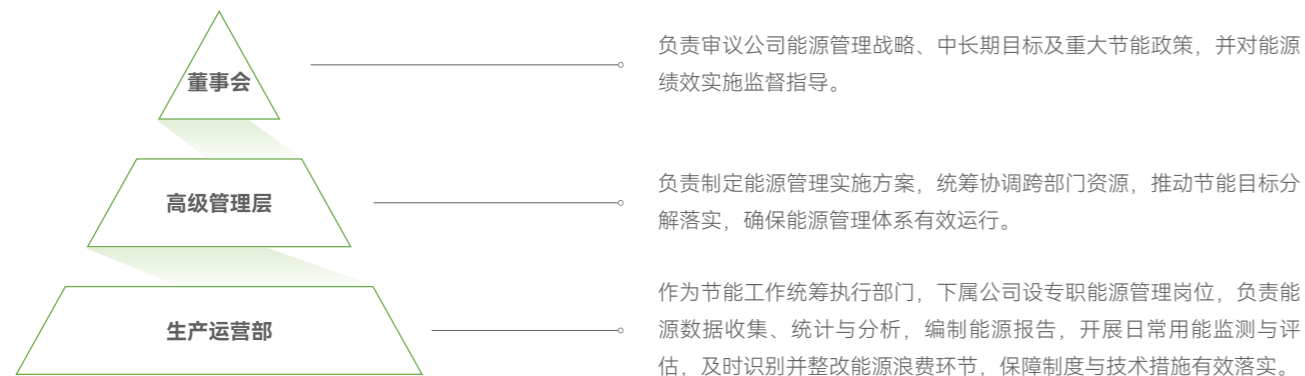 董事会
负责审议公司能源管理战略、中长期目标及重大节能政策，并对能源
绩效实施监督指导。
高级管理层
负责制定能源管理实施方案，统筹协调跨部门资源，推动节能目标分
解落实，确保能源管理体系有效运行。
生产运营部
作为节能工作统筹执行部门，下属公司设专职能源管理岗位，负责能
源数据收集、统计与分析，编制能源报告，开展日常用能监测与评
估，及时识别并整改能源浪费环节，保障制度与技术措施有效落实。